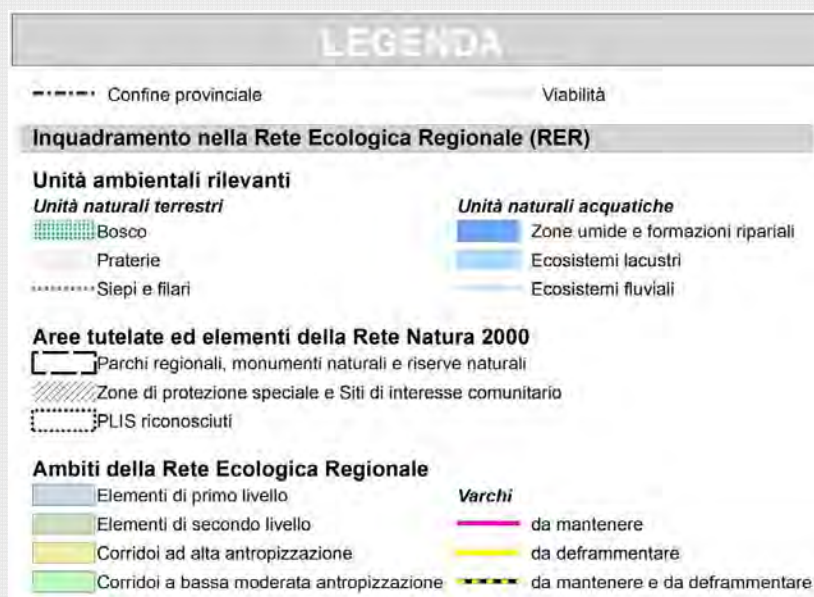 LEGENDA
Confine provinciale
Viabilità
Inquadramento nella Rete Ecologica Regionale (RER)
Unità ambientali rilevanti
Unità naturali terrestri
Bosco
Praterie
Siepi e filari
Unità naturali acquatiche
Zone umide e formazioni ripariali
Ecosistemi lacustri
Ecosistemi fluviali
Aree tutelate ed elementi della Rete Natura 2000
Parchi regionali, monumenti naturali e riserve naturali
Zone di protezione speciale e Siti di interesse comunitario
PLIS riconosciuti
Ambiti della Rete Ecologica Regionale
Elementi di primo livello
Elementi di secondo livello
Corridoi ad alta antropizzazione
Corridoi a bassa moderata antropizzazione
Varchi
da mantenere
da deframmentare
da mantenere e da deframmentare